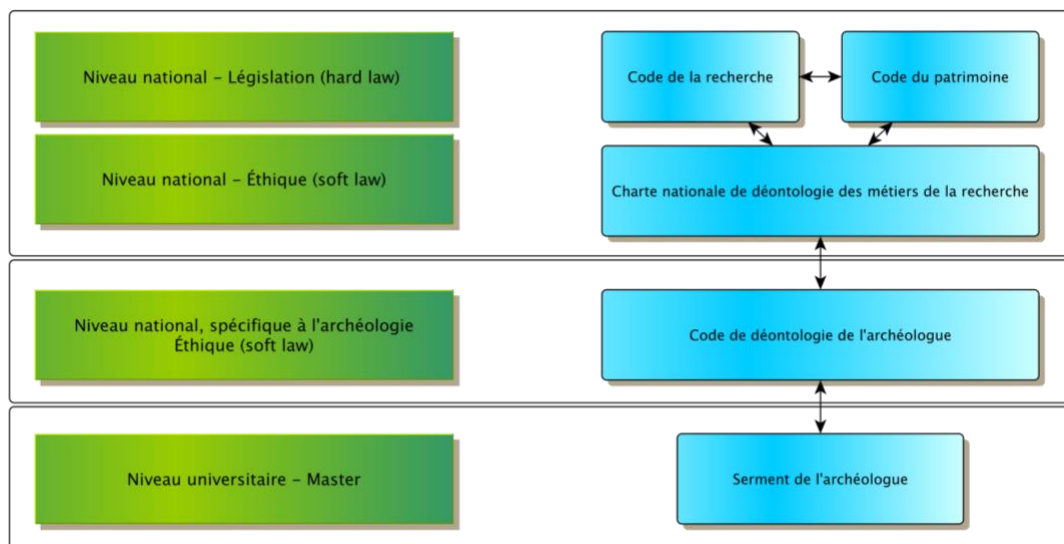 Niveau national – Législation (hard law)
Code de la recherche
Code du patrimoine
Niveau national – Éthique (soft law)
Charte nationale de déontologie des métiers de la recherche
Niveau national, spécifique à l'archéologie
Éthique (soft law)
Code de déontologie de l'archéologue
Niveau universitaire – Master
Serment de l'archéologue